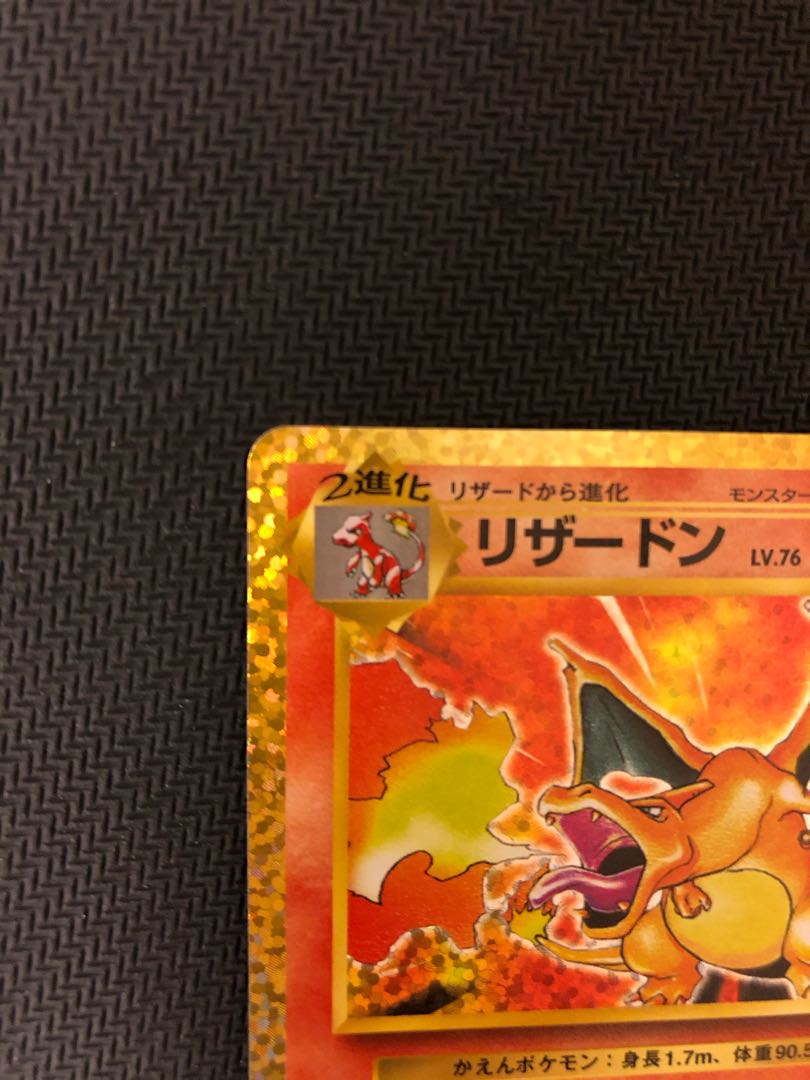 2進化 リザードから進化 モンスター
リザードン LV.76
かえんポケモン：身長1.7m、体重90.5